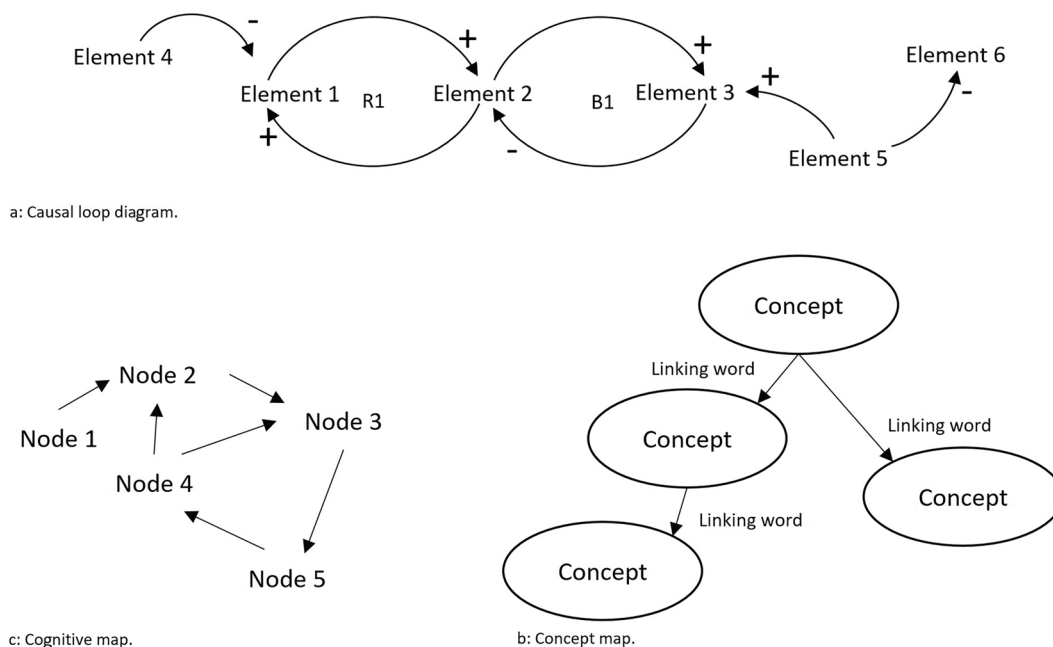 Element 4
-
Element 1
R1
+
+
Element 2
B1
+
-
Element 3
+
Element 5
-
Element 6
a: Causal loop diagram.
Concept
Linking word
Concept
Linking word
Concept
Linking word
Concept
b: Concept map.
Node 1
Node 2
Node 3
Node 4
Node 5
c: Cognitive map.